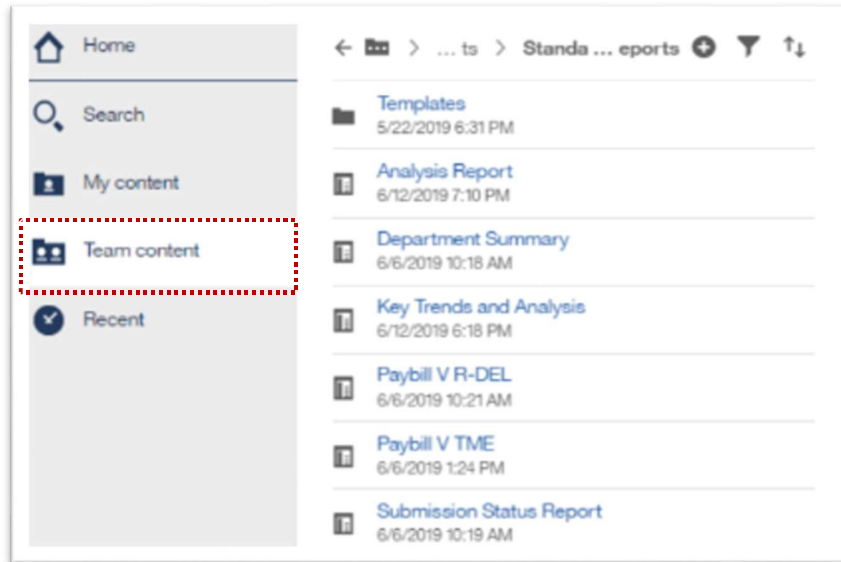 Home
Search
My content
Team content
Recent
… ts > Standa … eports
Templates
5/22/2019 6:31 PM
Analysis Report
6/12/2019 7:10 PM
Department Summary
6/6/2019 10:18 AM
Key Trends and Analysis
6/12/2019 6:18 PM
Paybill V R-DEL
6/6/2019 10:21 AM
Paybill V TME
6/6/2019 1:24 PM
Submission Status Report
6/6/2019 10:19 AM